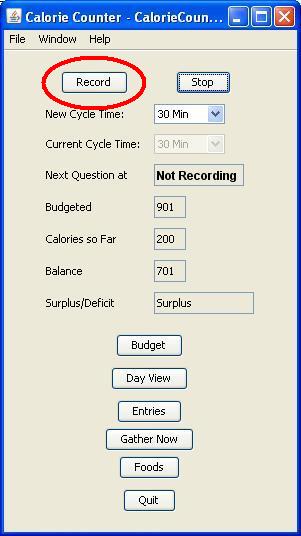 Calorie Counter - CalorieCoun...
File Window Help
Record Stop
New Cycle Time: 30 Min
Current Cycle Time: 30 Min
Next Question at Not Recording
Budgeted 901
Calories so Far 200
Balance 701
Surplus/Deficit Surplus
Budget
Day View
Entries
Gather Now
Foods
Quit